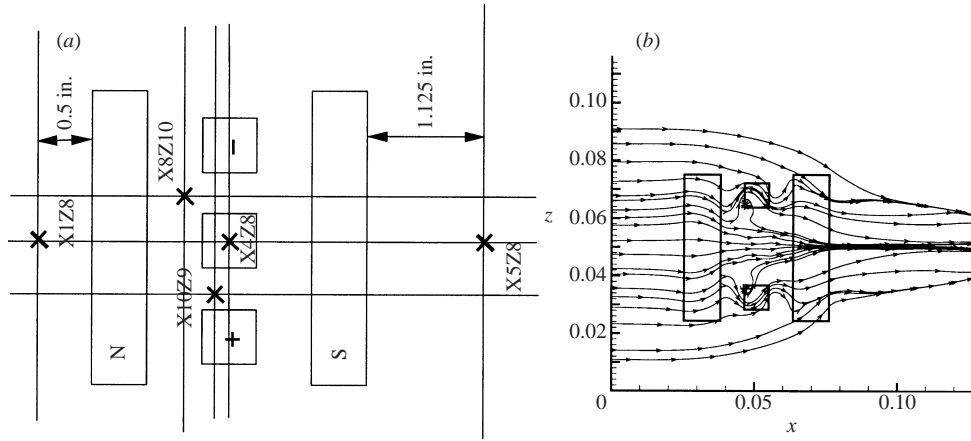 (a)
0.5 in.
1.125 in.
X8Z10
X1Z8
X4Z8
X5Z8
X10Z9
–
+
N
S
(b)
0.10
0.08
z
0.06
0.04
0.02
0
0.05
0.10
x